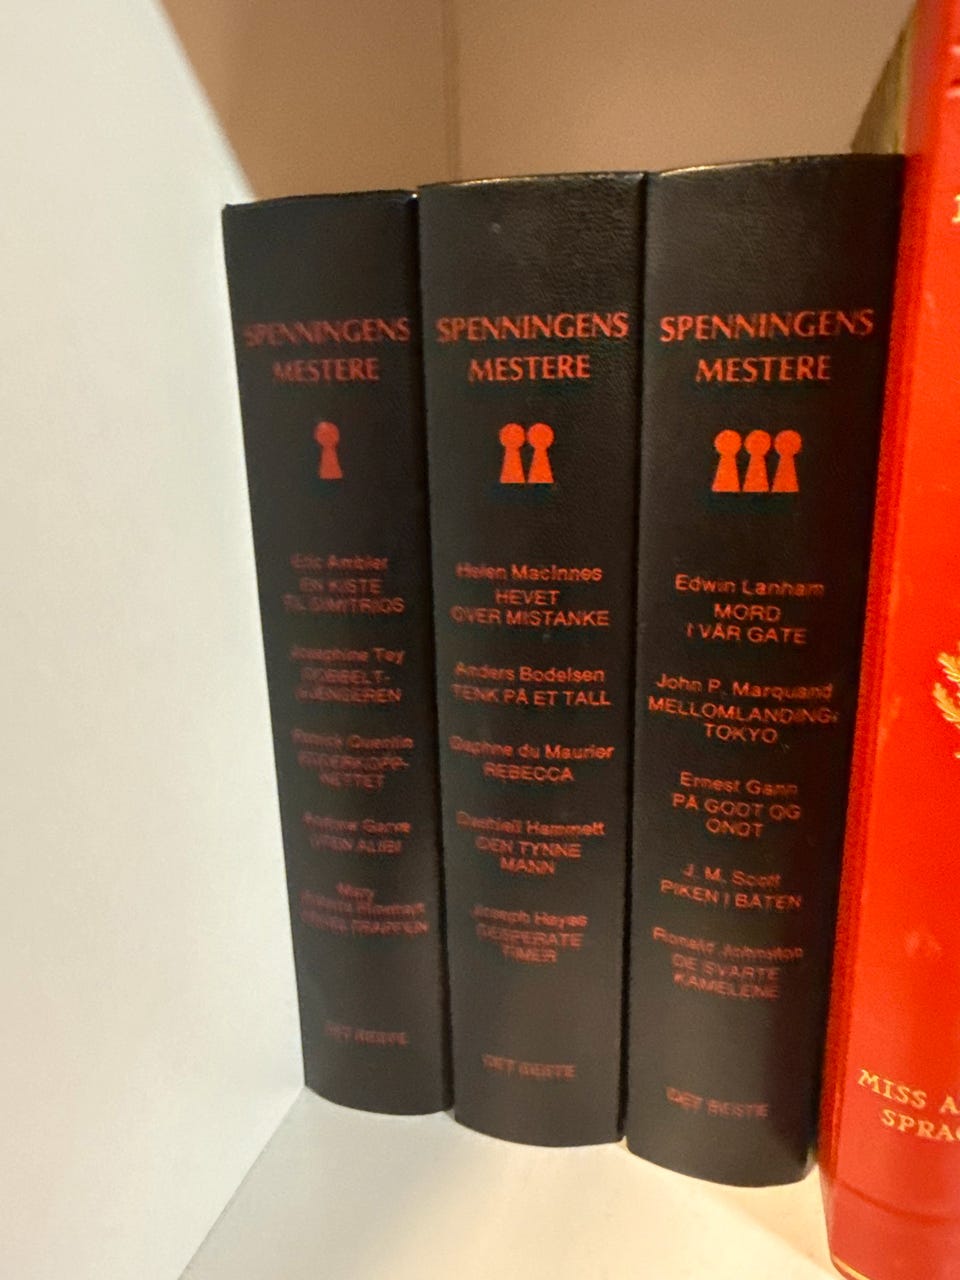 SPENNINGENS
MESTERE
Eric Ambler
EN KISTE
TIL DIMITRIOS
Josephine Tey
DOBBELT-
GJENGEREN
Patrick Quentin
EDDERKOPP-
NETTET
Andrew Garve
UTEN ALIBI
Mary
DET BESTE
SPENNINGENS
MESTERE
Helen MacInnes
HEVET
OVER MISTANKE
Anders Bodelsen
TENK PÅ ET TALL
Daphne du Maurier
REBECCA
Dashiell Hammett
DEN TYNNE
MANN
Joseph Hayes
DESPERATE
TIMER
DET BESTE
SPENNINGENS
MESTERE
Edwin Lanham
MORD
I VÅR GATE
John P. Marquand
MELLOMLANDING:
TOKYO
Ernest Gann
PÅ GODT OG
ONDT
J. M. Scott
PIKEN I BÅTEN
Ronald Johnston
DE SVARTE
KAMELENE
DET BESTE
MISS A
SPRA